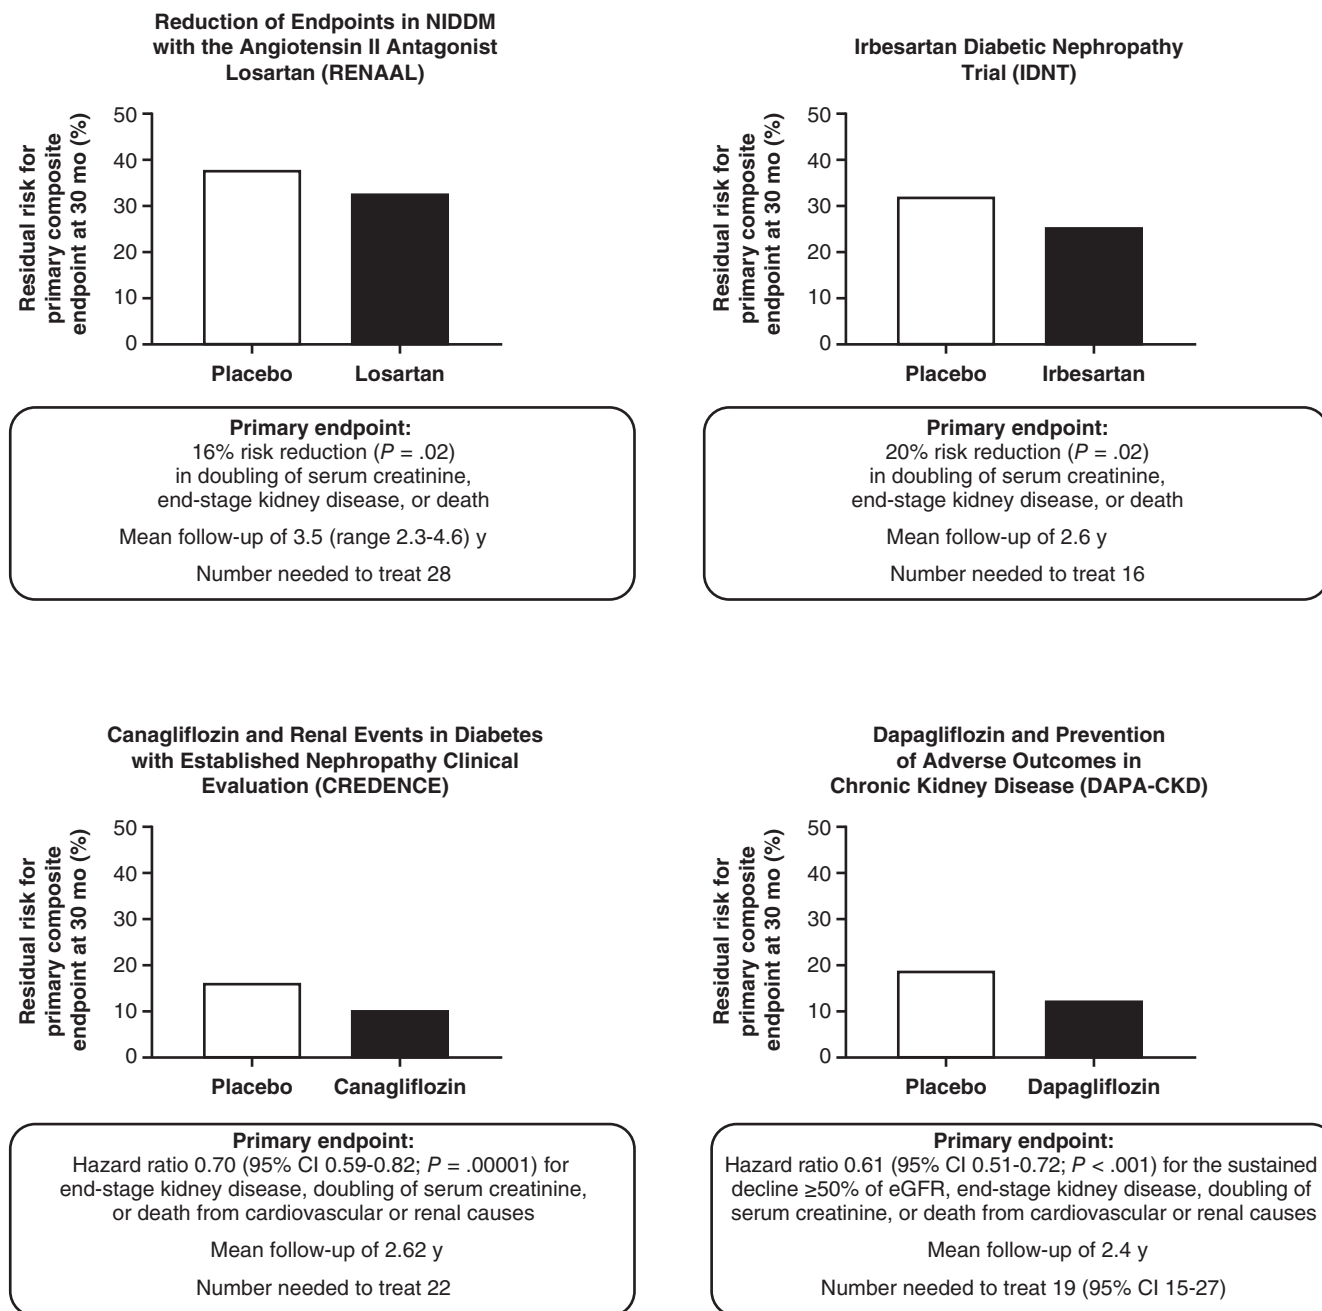 Reduction of Endpoints in NIDDM
with the Angiotensin II Antagonist
Losartan (RENAAL)
Residual risk for
primary composite
endpoint at 30 mo (%)
50
40
30
20
10
0
Placebo
Losartan
Primary endpoint:
16% risk reduction (P = .02)
in doubling of serum creatinine,
end-stage kidney disease, or death
Mean follow-up of 3.5 (range 2.3-4.6) y
Number needed to treat 28
Irbesartan Diabetic Nephropathy
Trial (IDNT)
Residual risk for
primary composite
endpoint at 30 mo (%)
50
40
30
20
10
0
Placebo
Irbesartan
Primary endpoint:
20% risk reduction (P = .02)
in doubling of serum creatinine,
end-stage kidney disease, or death
Mean follow-up of 2.6 y
Number needed to treat 16
Canagliflozin and Renal Events in Diabetes
with Established Nephropathy Clinical
Evaluation (CREDENCE)
Residual risk for
primary composite
endpoint at 30 mo (%)
50
40
30
20
10
0
Placebo
Canagliflozin
Primary endpoint:
Hazard ratio 0.70 (95% CI 0.59-0.82; P = .00001) for
end-stage kidney disease, doubling of serum creatinine,
or death from cardiovascular or renal causes
Mean follow-up of 2.62 y
Number needed to treat 22
Dapagliflozin and Prevention
of Adverse Outcomes in
Chronic Kidney Disease (DAPA-CKD)
Residual risk for
primary composite
endpoint at 30 mo (%)
50
40
30
20
10
0
Placebo
Dapagliflozin
Primary endpoint:
Hazard ratio 0.61 (95% CI 0.51-0.72; P < .001) for the sustained
decline ≥50% of eGFR, end-stage kidney disease, doubling of
serum creatinine, or death from cardiovascular or renal causes
Mean follow-up of 2.4 y
Number needed to treat 19 (95% CI 15-27)